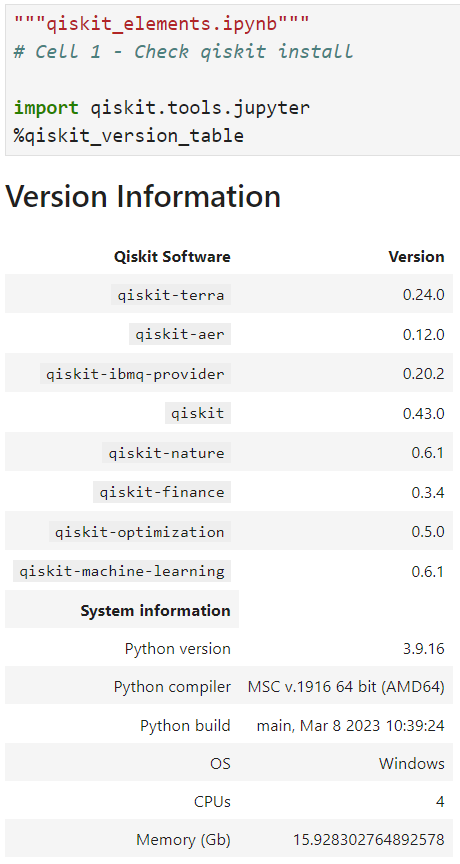 """qiskit_elements.ipynb"""
# Cell 1 - Check qiskit install
import qiskit.tools.jupyter
%qiskit_version_table
Version Information
Qiskit Software Version
qiskit-terra 0.24.0
qiskit-aer 0.12.0
qiskit-ibmq-provider 0.20.2
qiskit 0.43.0
qiskit-nature 0.6.1
qiskit-finance 0.3.4
qiskit-optimization 0.5.0
qiskit-machine-learning 0.6.1
System information
Python version 3.9.16
Python compiler MSC v.1916 64 bit (AMD64)
Python build main, Mar 8 2023 10:39:24
OS Windows
CPUs 4
Memory (Gb) 15.928302764892578